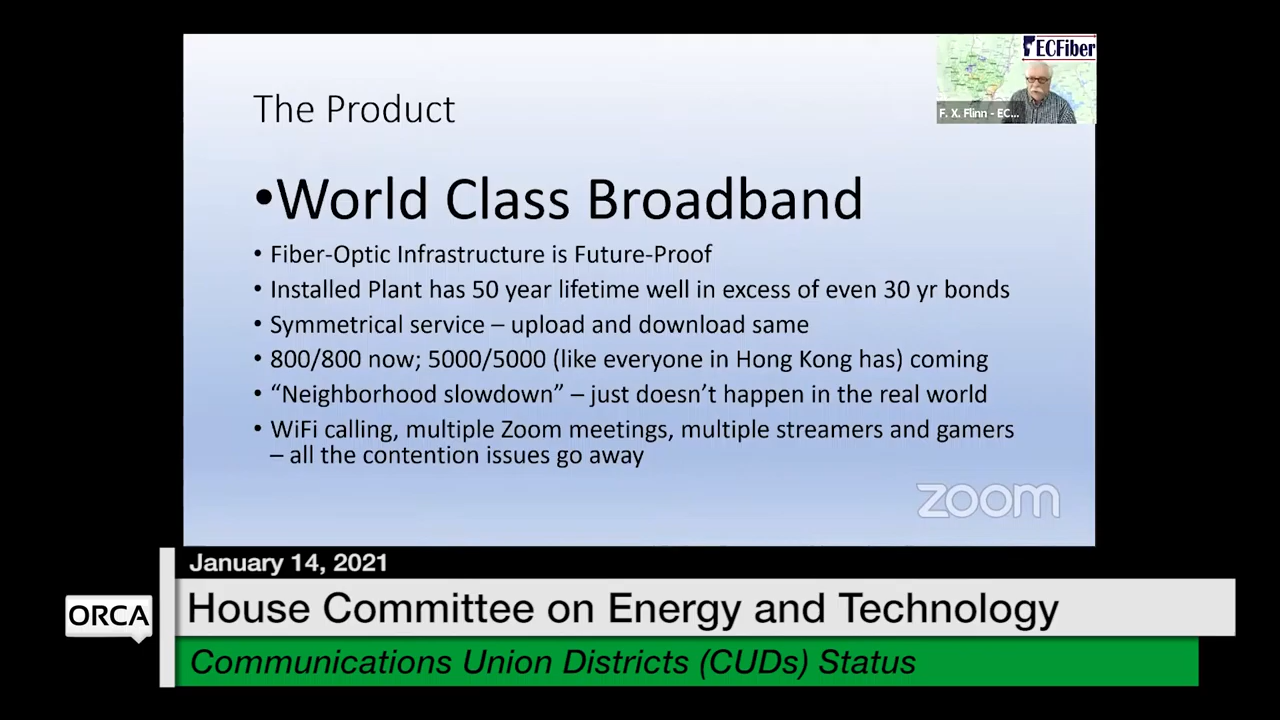 The Product
ECFiber
F. X. Flinn - EC...
•World Class Broadband
• Fiber-Optic Infrastructure is Future-Proof
• Installed Plant has 50 year lifetime well in excess of even 30 yr bonds
• Symmetrical service – upload and download same
• 800/800 now; 5000/5000 (like everyone in Hong Kong has) coming
• “Neighborhood slowdown” – just doesn’t happen in the real world
• WiFi calling, multiple Zoom meetings, multiple streamers and gamers
– all the contention issues go away
zoom
January 14, 2021
ORCA
House Committee on Energy and Technology
Communications Union Districts (CUDs) Status